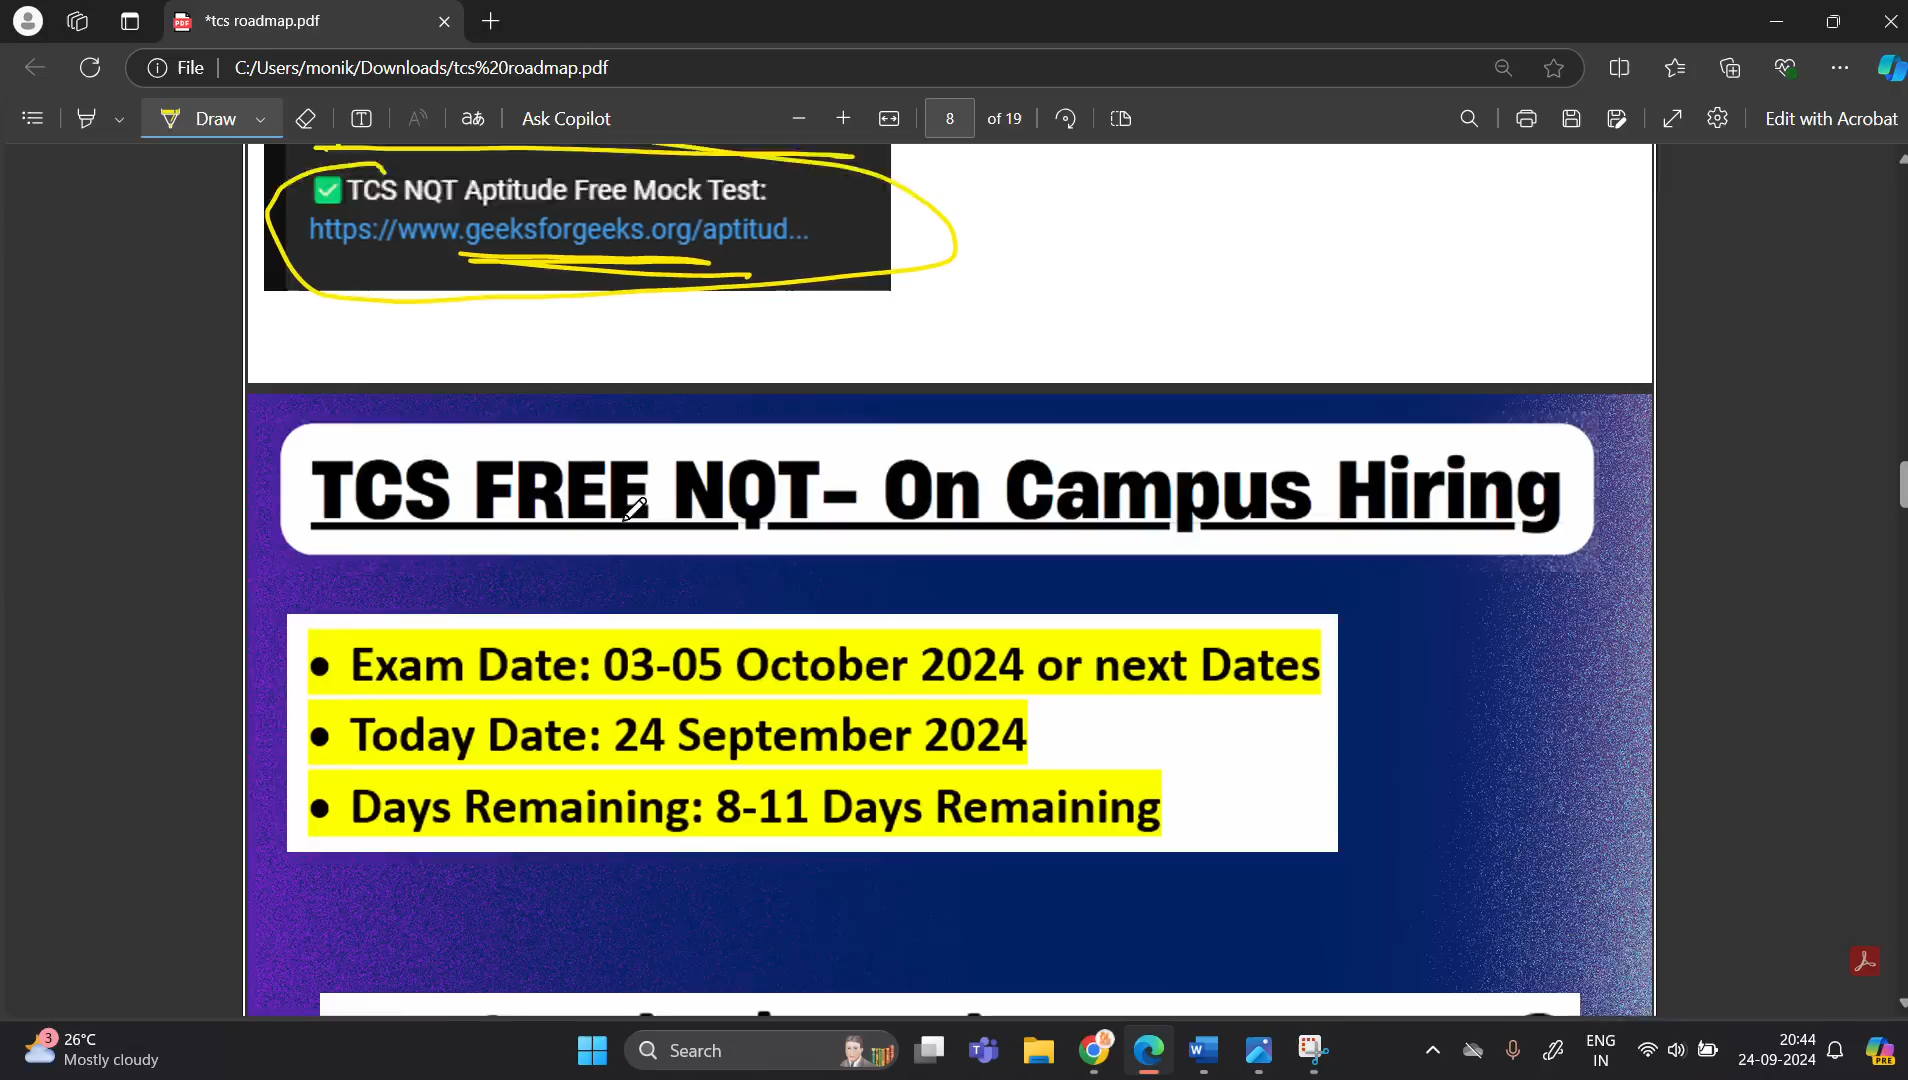 *tcs roadmap.pdf
File
C:/Users/monik/Downloads/tcs%20roadmap.pdf
Draw
Ask Copilot
8 of 19
Edit with Acrobat
TCS NQT Aptitude Free Mock Test:
https://www.geeksforgeeks.org/aptitud...
TCS FREE NQT- On Campus Hiring
• Exam Date: 03-05 October 2024 or next Dates
• Today Date: 24 September 2024
• Days Remaining: 8-11 Days Remaining
3
26°C
Mostly cloudy
Search
ENG
IN
20:44
24-09-2024
PRE